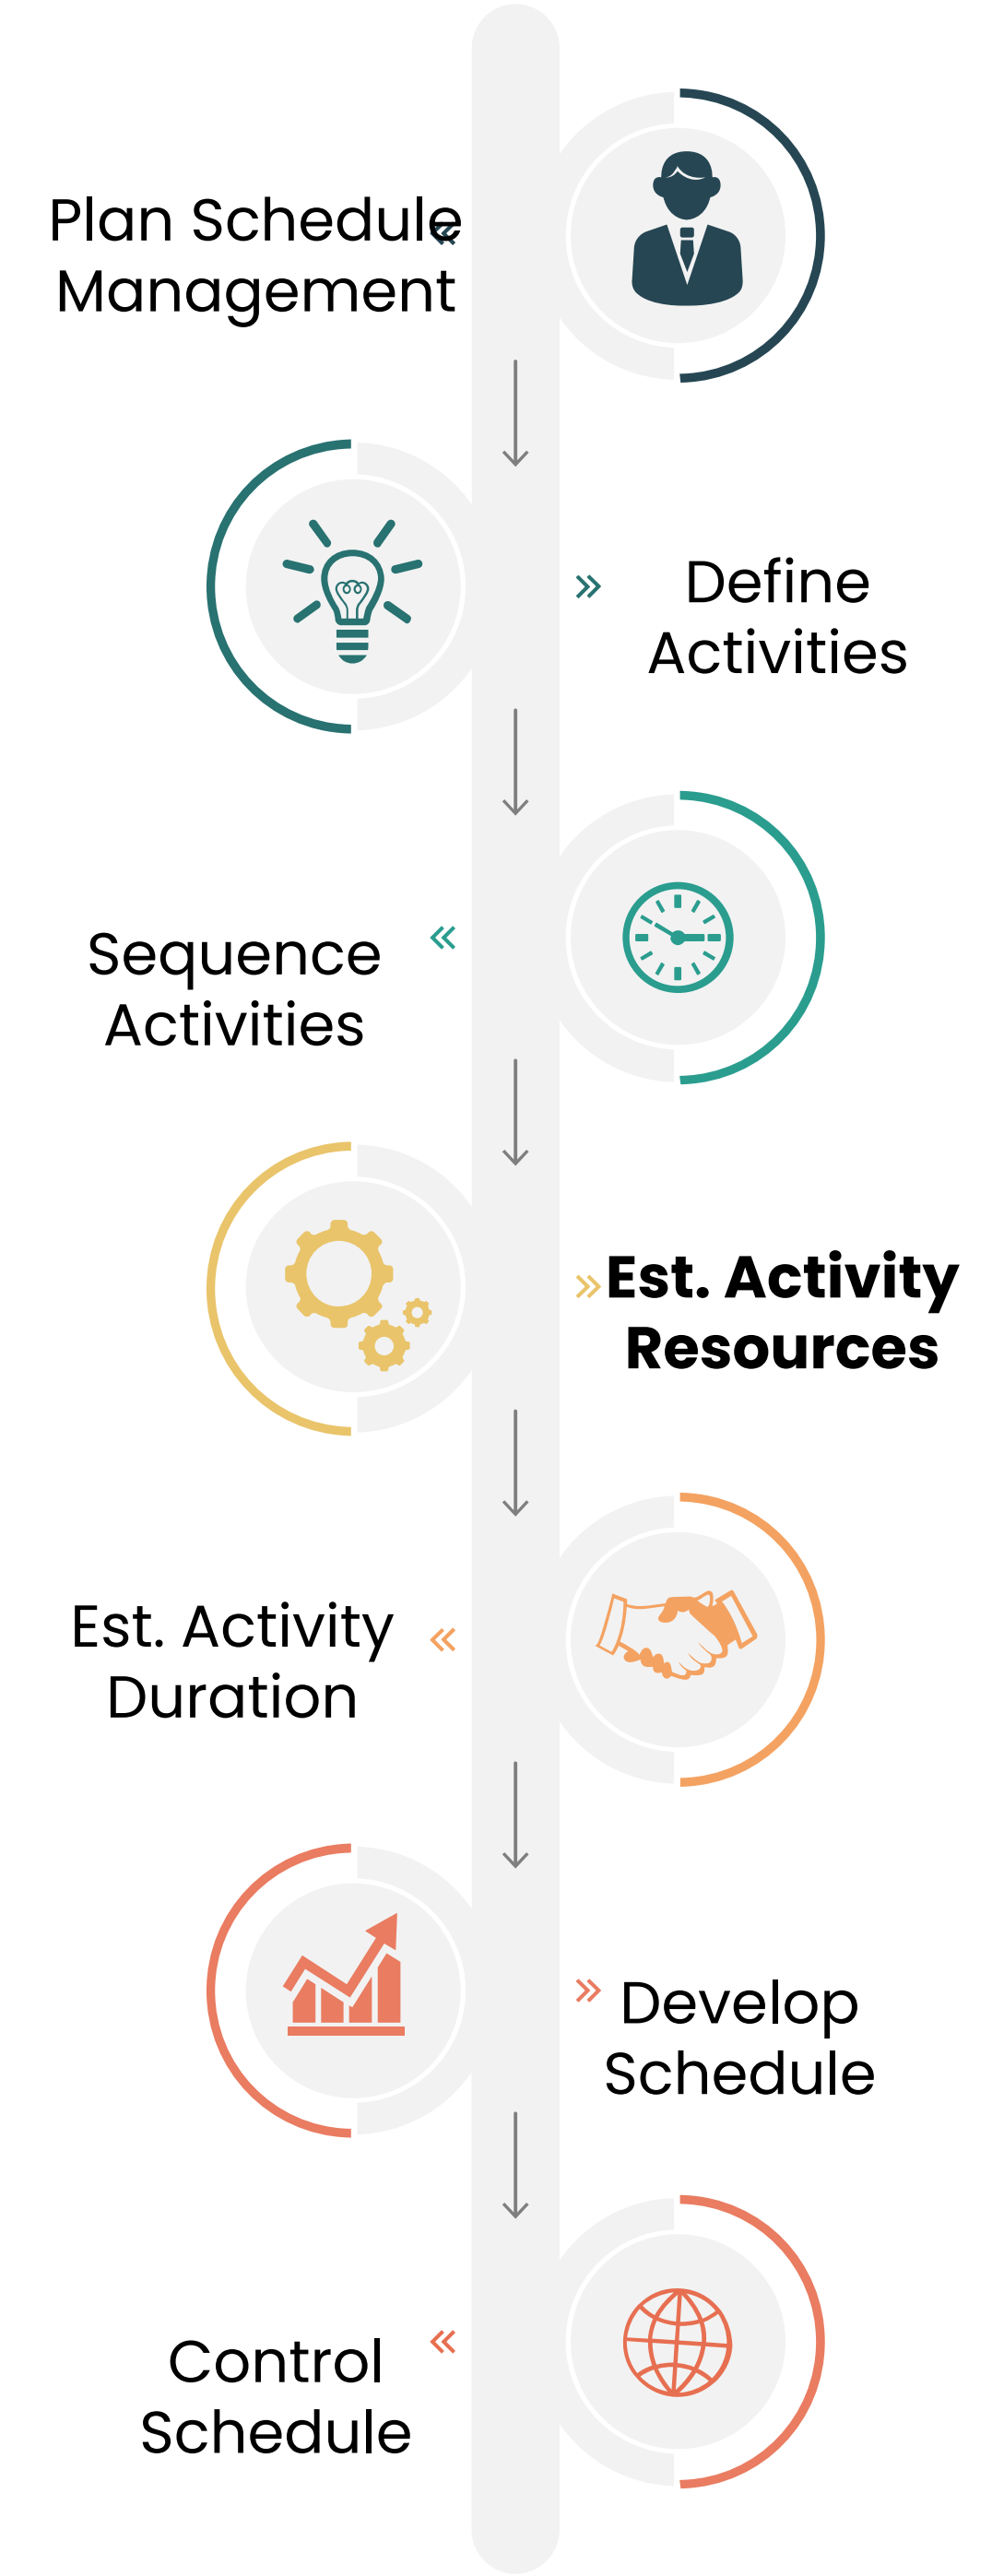 Plan Schedule
Management
Define
Activities
Sequence
Activities
Est. Activity
Resources
Est. Activity
Duration
Develop
Schedule
Control
Schedule